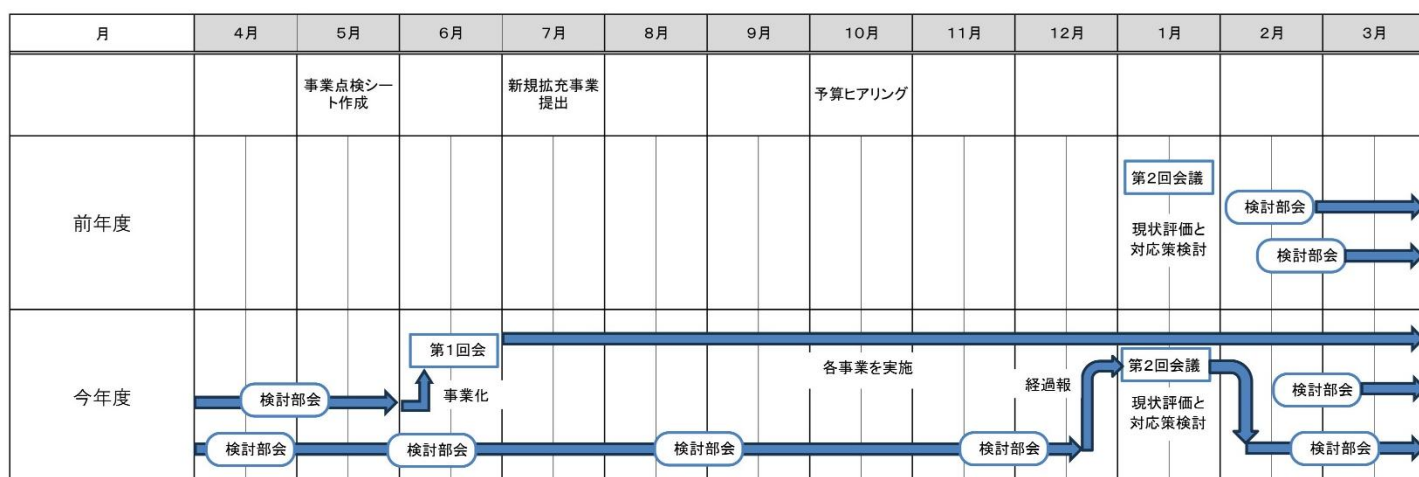 月 4月 5月 6月 7月 8月 9月 10月 11月 12月 1月 2月 3月
事業点検シー
ト作成
新規拡充事業
提出
予算ヒアリング
前年度
第2回会議
現状評価と
対応策検討
検討部会
検討部会
今年度
第1回会
事業化
各事業を実施
経過報
第2回会議
現状評価と
対応策検討
検討部会
検討部会
検討部会
検討部会
検討部会
検討部会
検討部会